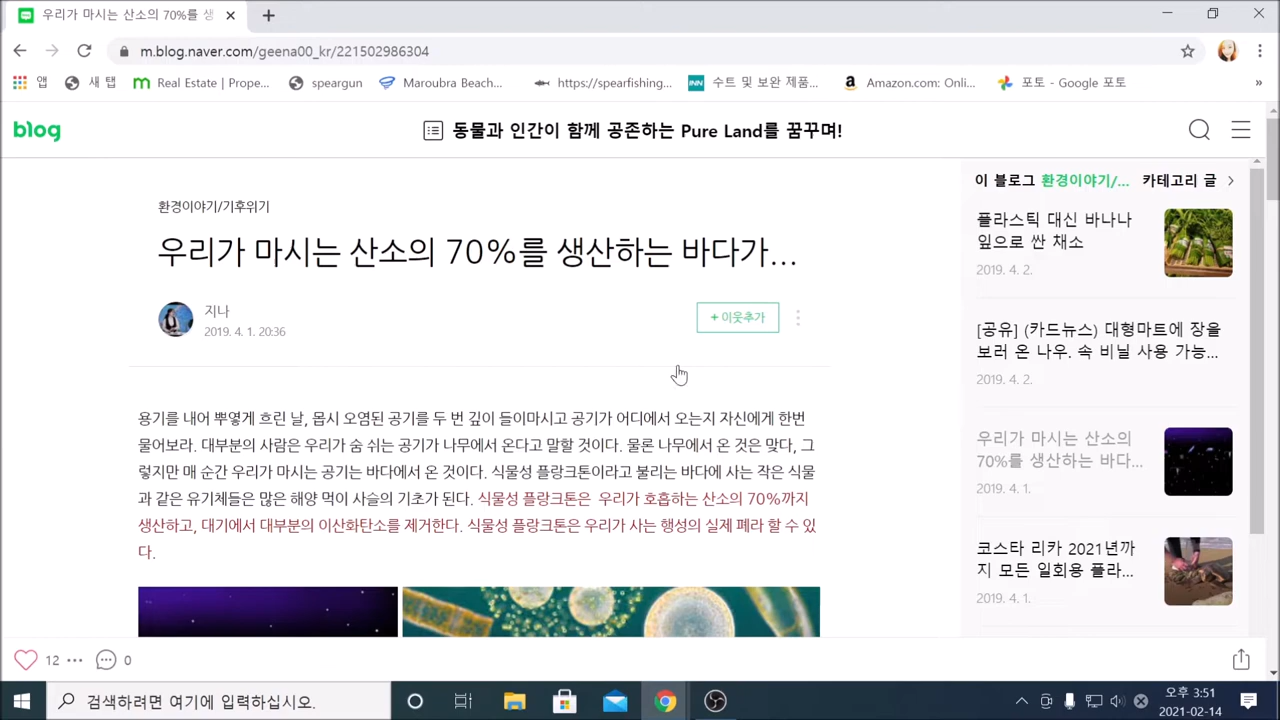 우리가 마시는 산소의 70%를 생
m.blog.naver.com/geena00_kr/221502986304
앱 새 탭 Real Estate | Prope... speargun Maroubra Beach... https://spearfishing... 수트 및 보완 제품... Amazon.com: Onli... 포토 - Google 포토 »
blog
동물과 인간이 함께 공존하는 Pure Land를 꿈꾸며!
환경이야기/기후위기
우리가 마시는 산소의 70%를 생산하는 바다가...
지나
2019. 4. 1. 20:36
+ 이웃추가
용기를 내어 뿌옇게 흐린 날, 몹시 오염된 공기를 두 번 깊이 들이마시고 공기가 어디에서 오는지 자신에게 한번
물어보라. 대부분의 사람은 우리가 숨 쉬는 공기가 나무에서 온다고 말할 것이다. 물론 나무에서 온 것은 맞다, 그
렇지만 매 순간 우리가 마시는 공기는 바다에서 온 것이다. 식물성 플랑크톤이라고 불리는 바다에 사는 작은 식물
과 같은 유기체들은 많은 해양 먹이 사슬의 기초가 된다. 식물성 플랑크톤은 우리가 호흡하는 산소의 70%까지
생산하고, 대기에서 대부분의 이산화탄소를 제거한다. 식물성 플랑크톤은 우리가 사는 행성의 실제 폐라 할 수 있
다.
이 블로그 환경이야기/... 카테고리 글
플라스틱 대신 바나나
잎으로 싼 채소
2019. 4. 2.
[공유] (카드뉴스) 대형마트에 장을
보러 온 나우. 속 비닐 사용 가능...
2019. 4. 2.
우리가 마시는 산소의
70%를 생산하는 바다...
2019. 4. 1.
코스타 리카 2021년까
지 모든 일회용 플라...
2019. 4. 1.
12 ... 0
검색하려면 여기에 입력하십시오.
오후 3:51
2021-02-14